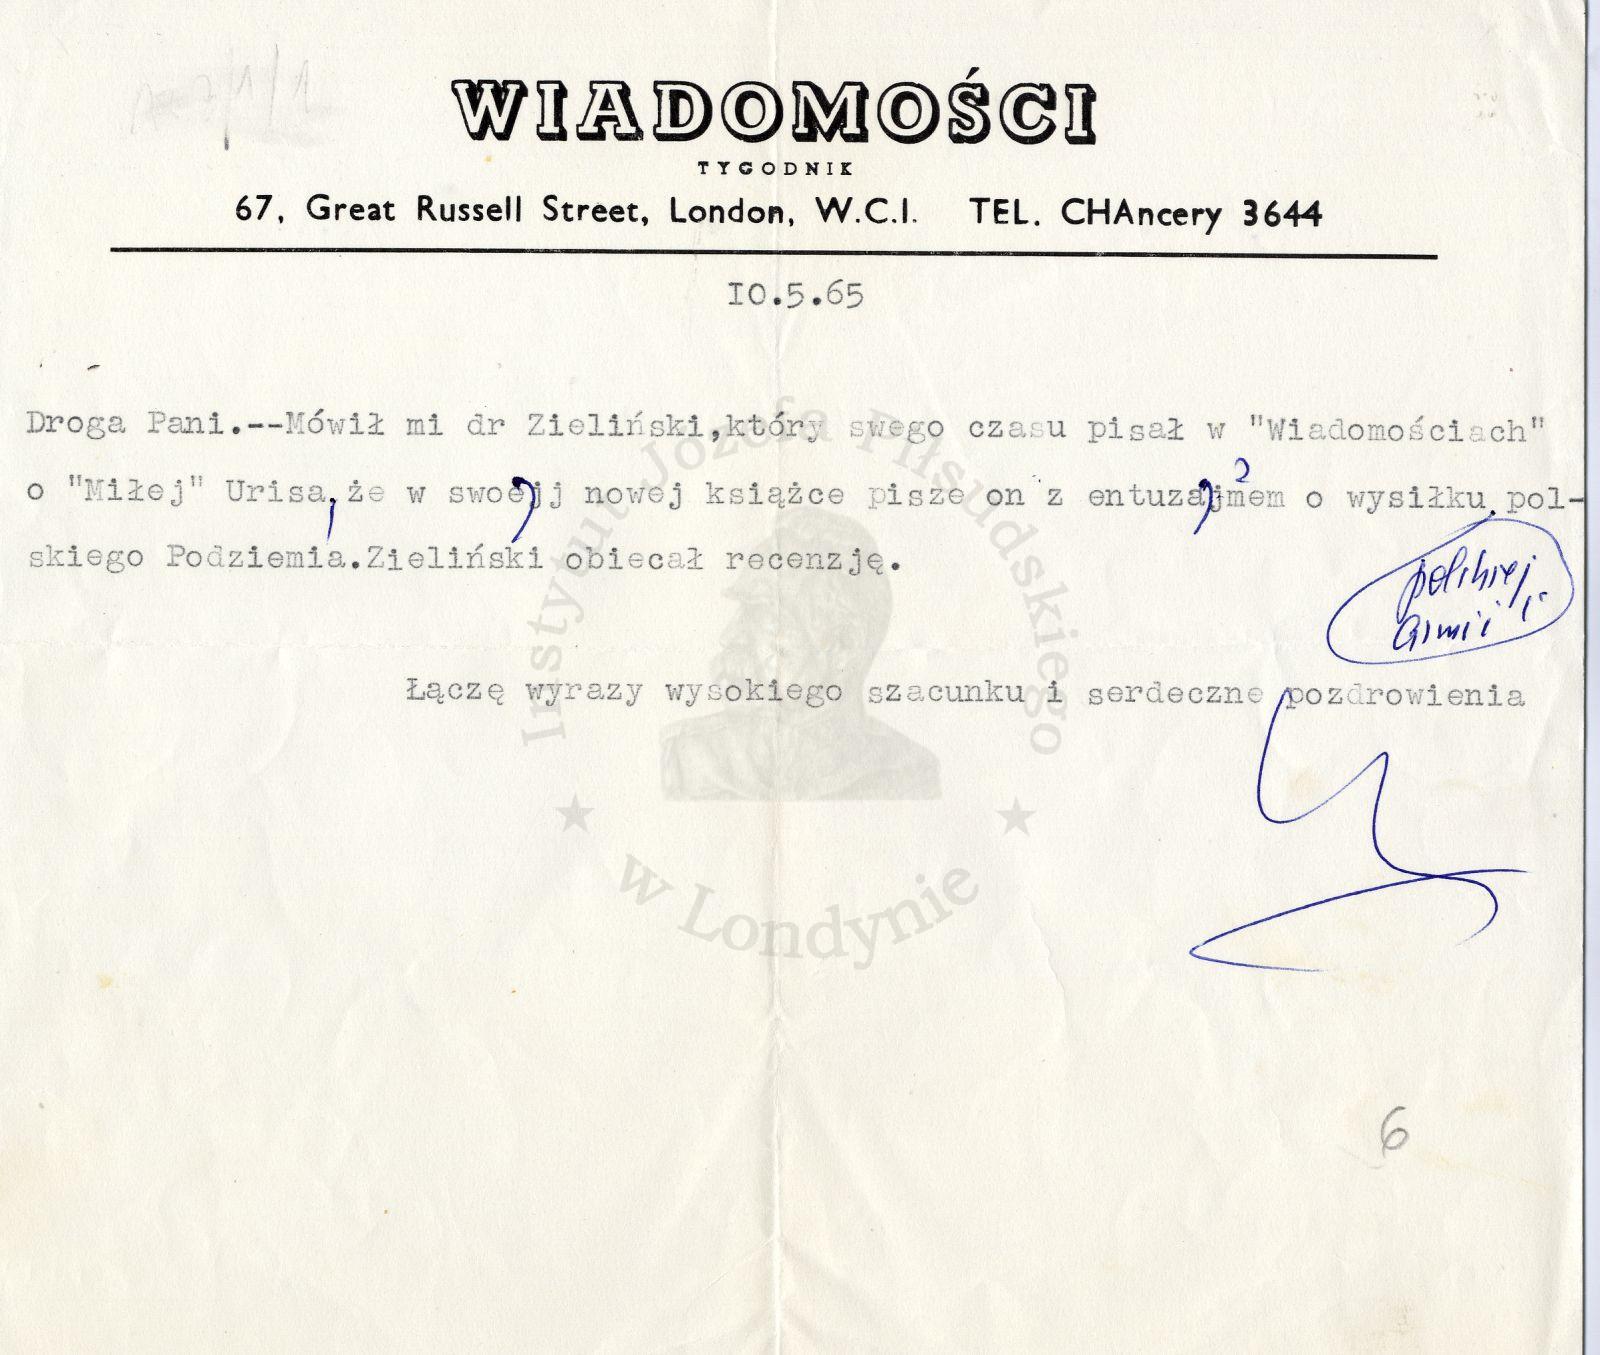 WIADOMOŚCI
TYGODNIK
67, Great Russell Street, London, W.C.I. TEL. CHAncery 3644
IO.5.65
Droga Pani.--Mówił mi dr Zieliński,który swego czasu pisał w "Wiadomościach"
o "Miłej" Urisa,że w swoejj nowej książce pisze on z entuzajmem o wysiłku pol-
skiego Podziemia.Zieliński obiecał recenzję.
polskiej
armii i
Łączę wyrazy wysokiego szacunku i serdeczne pozdrowienia
6
Instytut Józefa Piłsudskiego
w Londynie